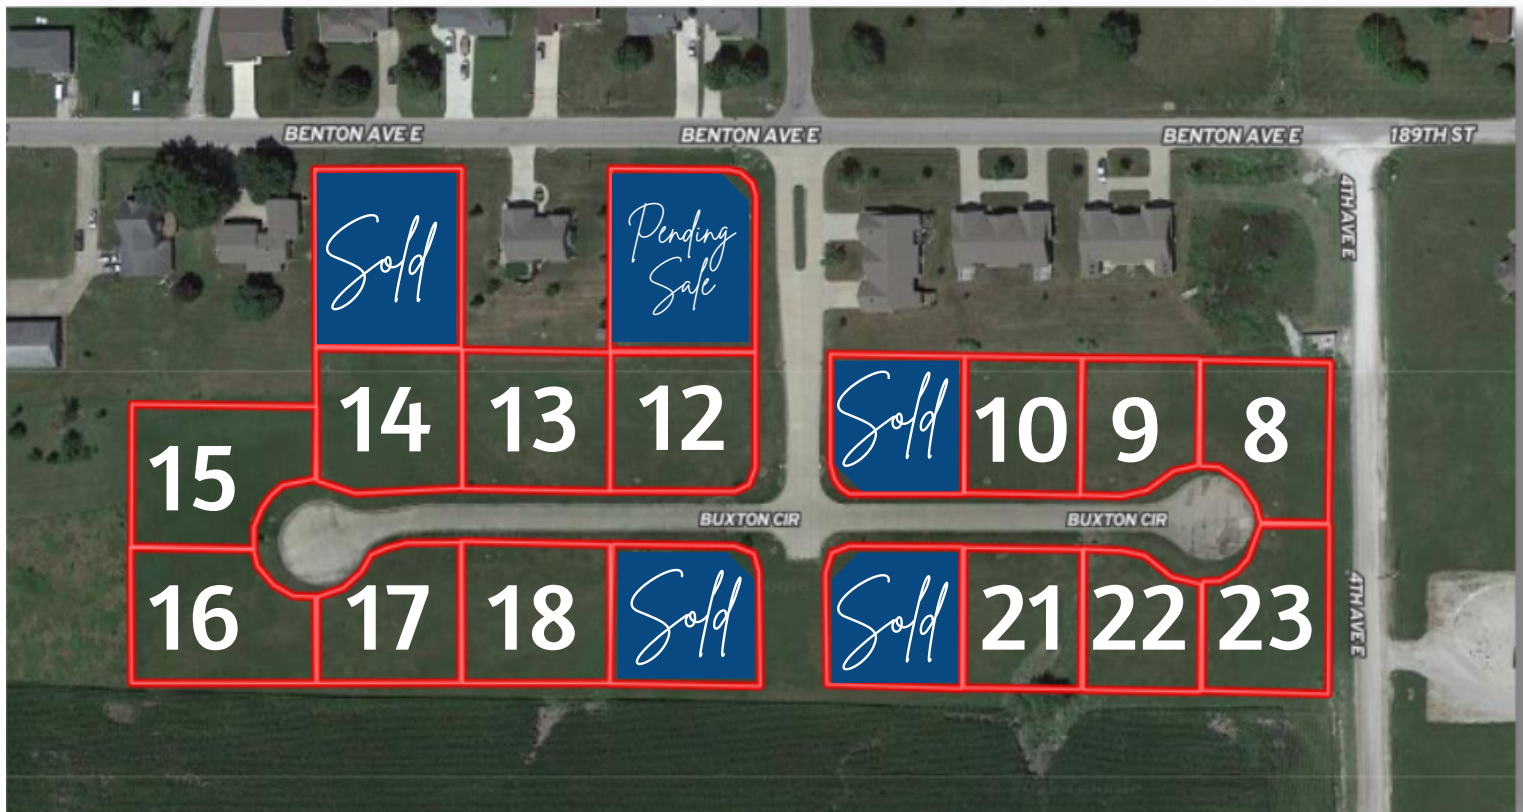 BENTON AVE E
BENTON AVE E
BENTON AVE E
189TH ST
4TH AVE E
Sold
Pending
Sale
14
13
12
Sold
10
9
8
15
BUXTON CIR
BUXTON CIR
16
17
18
Sold
Sold
21
22
23
4TH AVE E